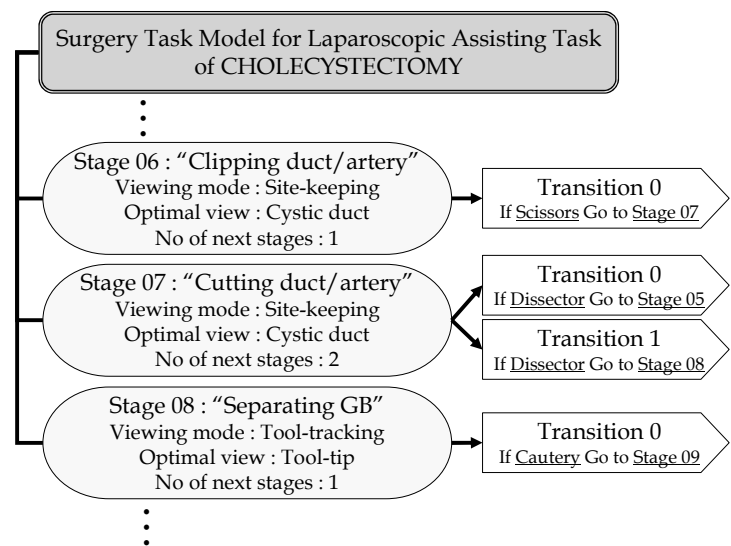 Surgery Task Model for Laparoscopic Assisting Task
of CHOLECYSTECTOMY
Stage 06 : “Clipping duct/artery”
Viewing mode : Site-keeping
Optimal view : Cystic duct
No of next stages : 1
Transition 0
If Scissors Go to Stage 07
Stage 07 : “Cutting duct/artery”
Viewing mode : Site-keeping
Optimal view : Cystic duct
No of next stages : 2
Transition 0
If Dissector Go to Stage 05
Transition 1
If Dissector Go to Stage 08
Stage 08 : “Separating GB”
Viewing mode : Tool-tracking
Optimal view : Tool-tip
No of next stages : 1
Transition 0
If Cautery Go to Stage 09